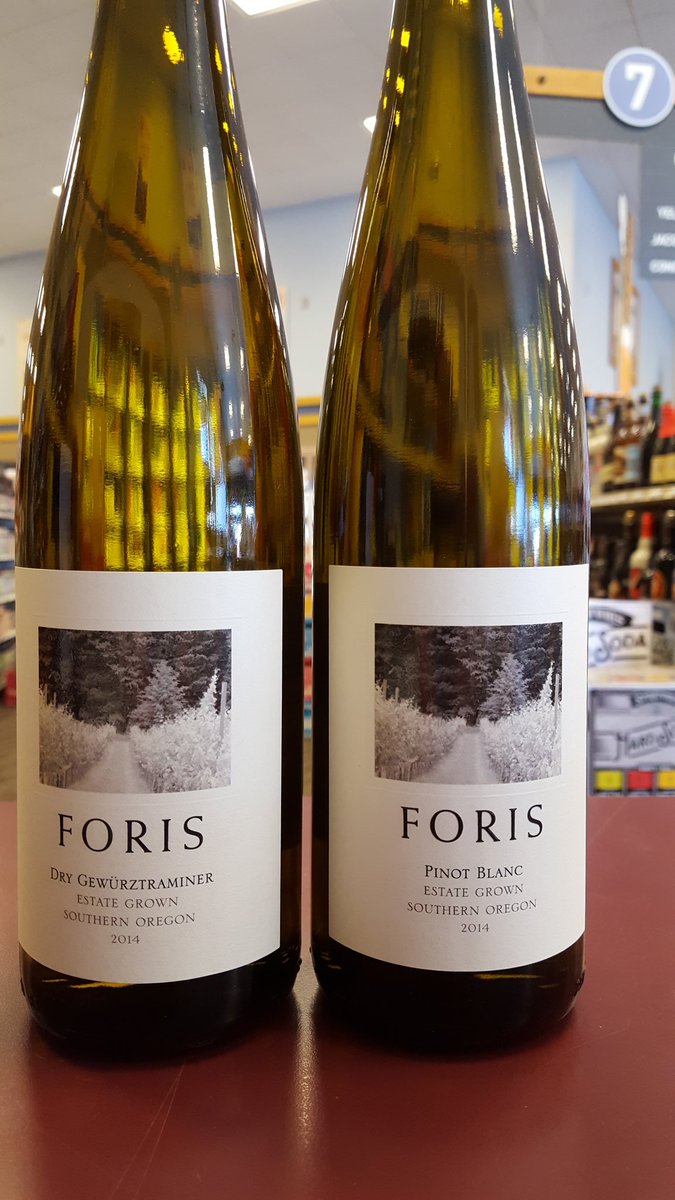 7
FORIS
DRY GEWÜRZTRAMINER
ESTATE GROWN
SOUTHERN OREGON
2014
FORIS
PINOT BLANC
ESTATE GROWN
SOUTHERN OREGON
2014
SODA